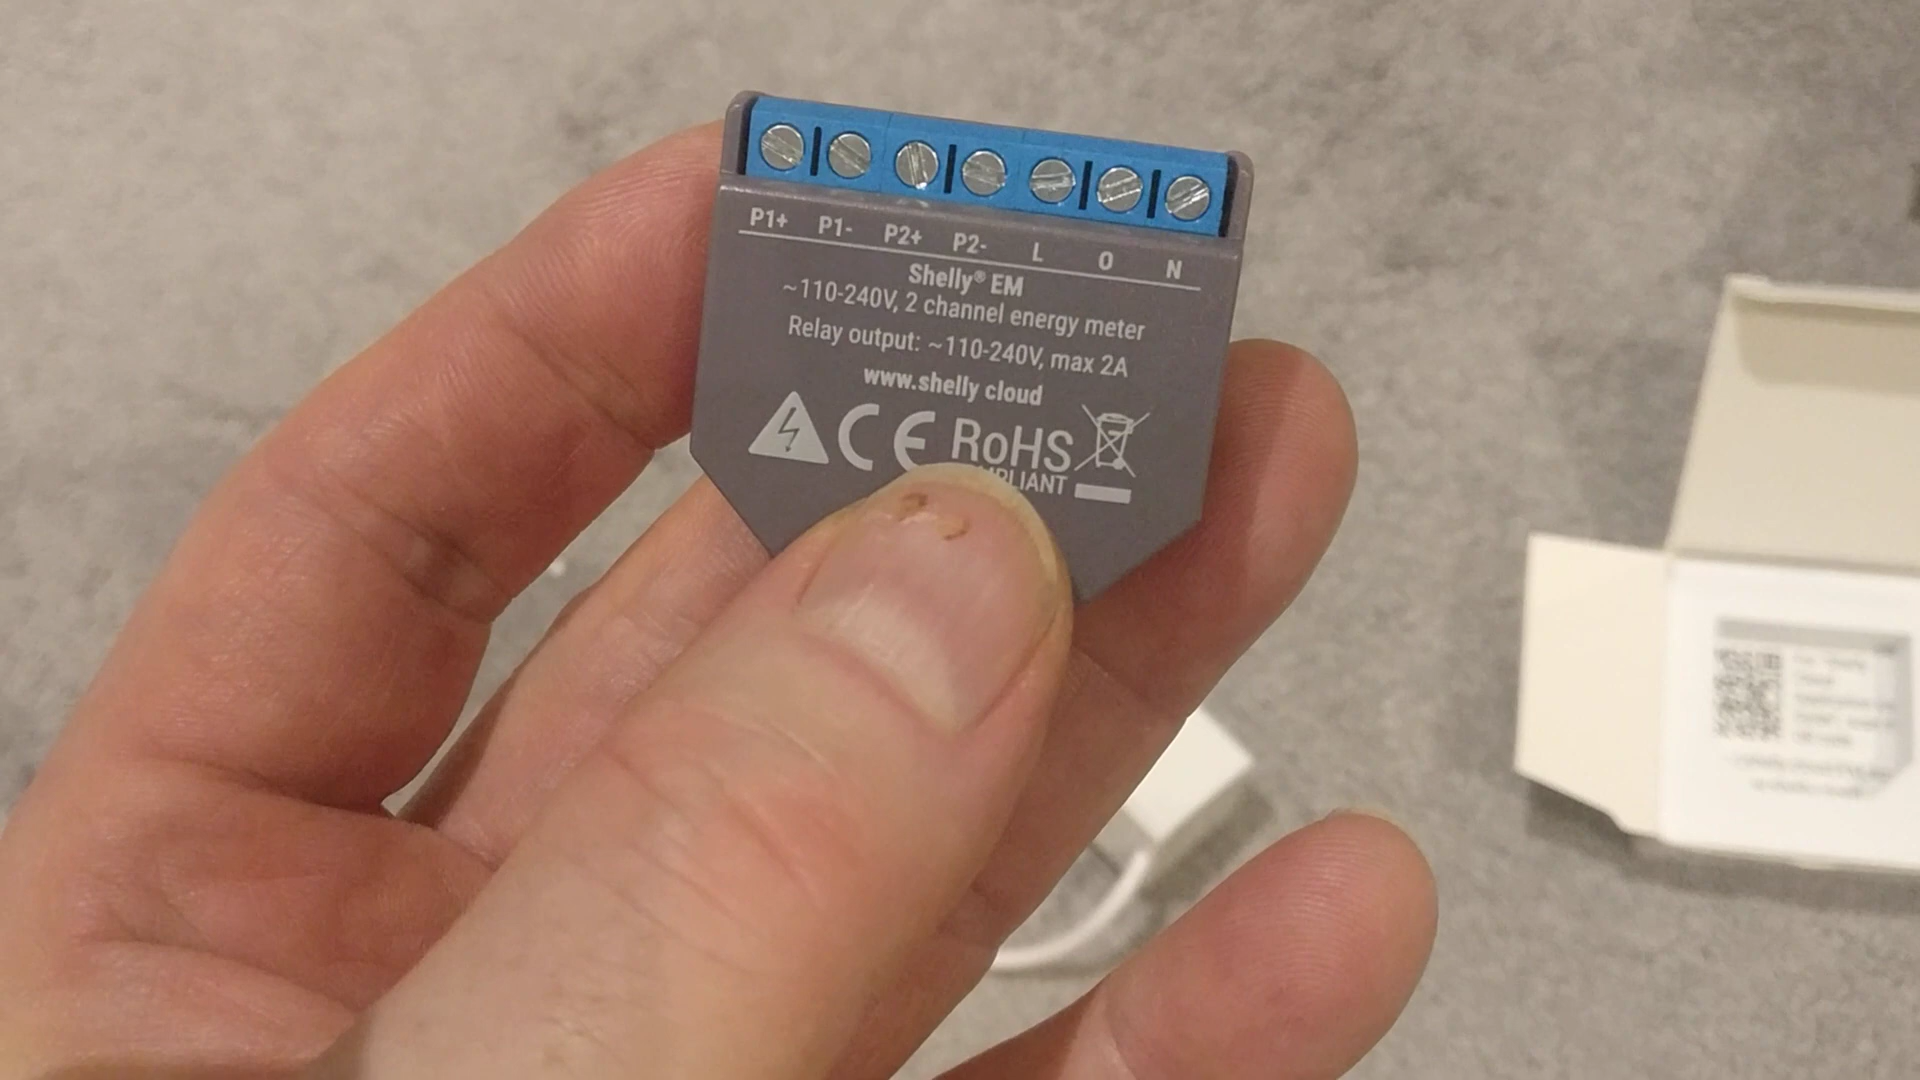 P1+ P1- P2+ P2- L O N
Shelly® EM
~110-240V, 2 channel energy meter
Relay output: ~110-240V, max 2A
www.shelly cloud
CE RoHS